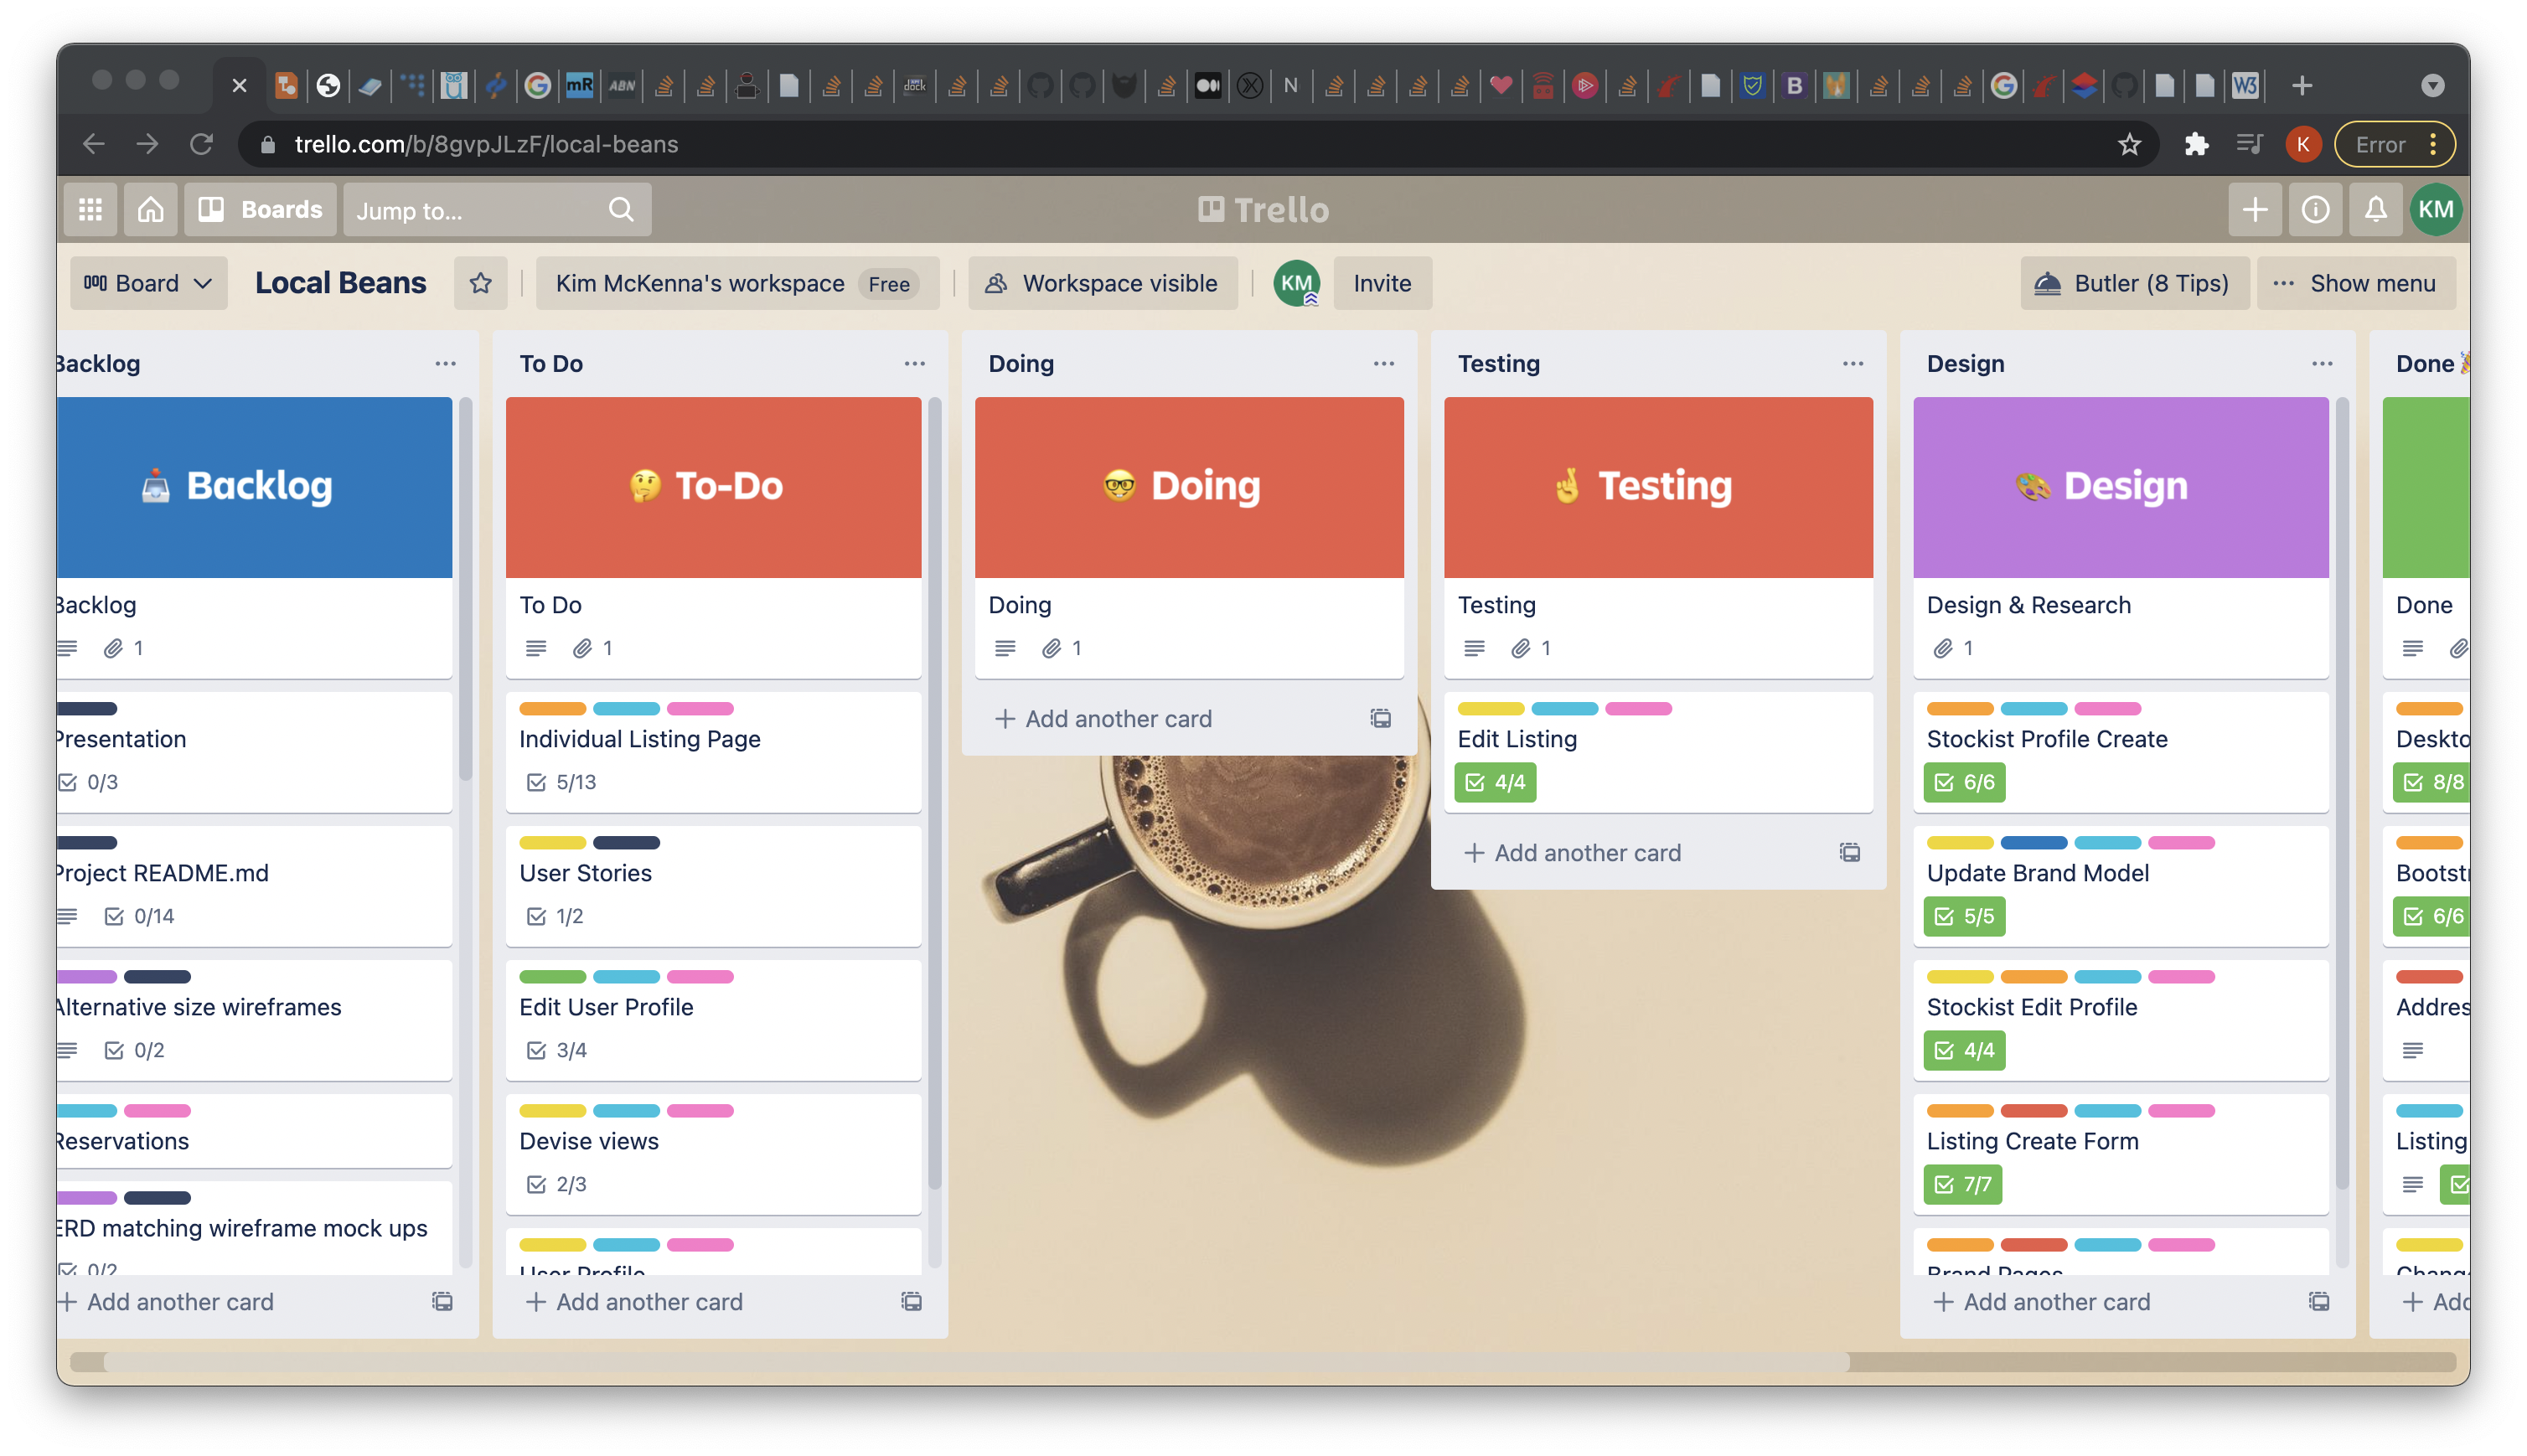 mR
ABN
dock
N
B
W3
trello.com/b/8gvpJLzF/local-beans
K
Error
Boards
Jump to...
Trello
KM
Board
Local Beans
Kim McKenna's workspace
Free
Workspace visible
KM
Invite
Butler (8 Tips)
Show menu
Backlog
Backlog
Backlog
1
Presentation
0/3
Project README.md
0/14
Alternative size wireframes
0/2
Reservations
ERD matching wireframe mock ups
0/2
+ Add another card
To Do
To-Do
To Do
1
Individual Listing Page
5/13
User Stories
1/2
Edit User Profile
3/4
Devise views
2/3
User Profile
+ Add another card
Doing
Doing
Doing
1
+ Add another card
Testing
Testing
Testing
1
Edit Listing
4/4
+ Add another card
Design
Design
Design & Research
1
Stockist Profile Create
6/6
Update Brand Model
5/5
Stockist Edit Profile
4/4
Listing Create Form
7/7
Brand Pages
+ Add another card
Done
Done
Deskto
8/8
Bootst
6/6
Addres
Listing
Chang
+ Add